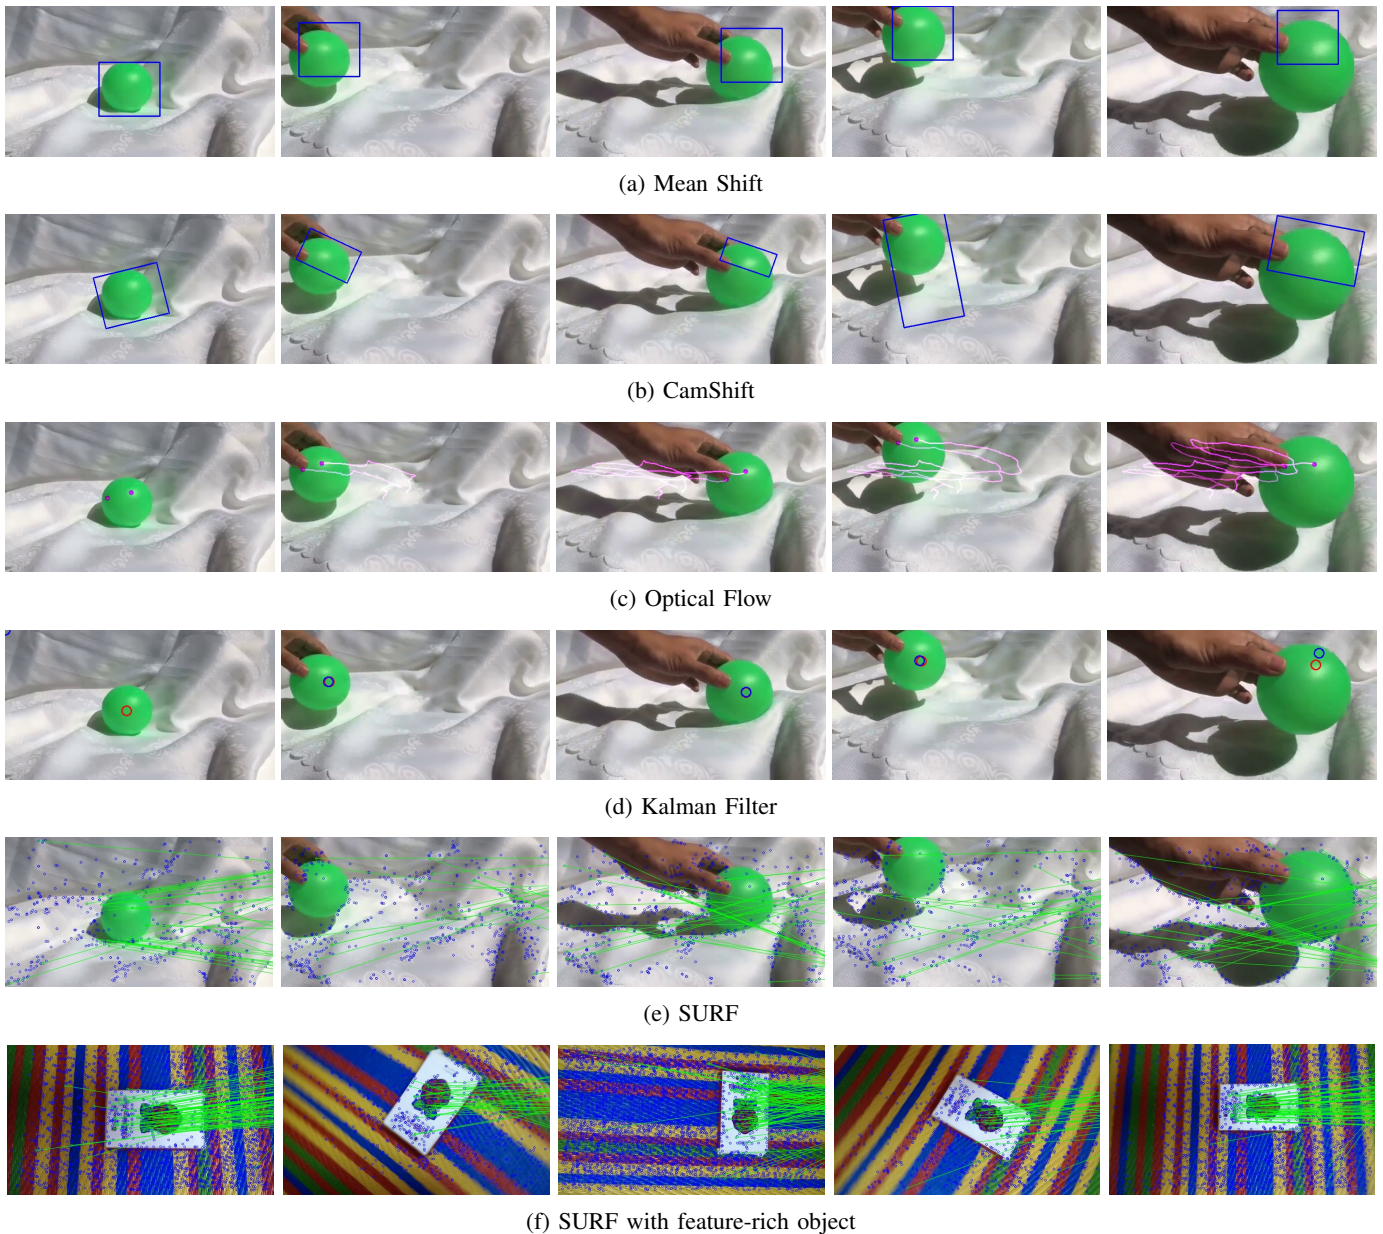 (a) Mean Shift
(b) CamShift
(c) Optical Flow
(d) Kalman Filter
(e) SURF
(f) SURF with feature-rich object